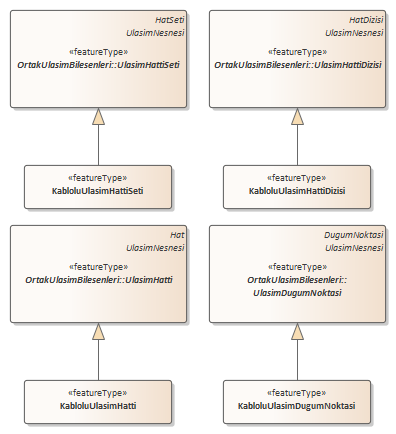 HatSeti
UlasimNesnesi
«featureType»
OrtakUlasimBilesenleri::UlasimHattiSeti
HatDizisi
UlasimNesnesi
«featureType»
OrtakUlasimBilesenleri::UlasimHattiDizisi
«featureType»
KabloluUlasimHattiSeti
«featureType»
KabloluUlasimHattiDizisi
Hat
UlasimNesnesi
«featureType»
OrtakUlasimBilesenleri::UlasimHatti
DugumNoktasi
UlasimNesnesi
«featureType»
OrtakUlasimBilesenleri::
UlasimDugumNoktasi
«featureType»
KabloluUlasimHatti
«featureType»
KabloluUlasimDugumNoktasi